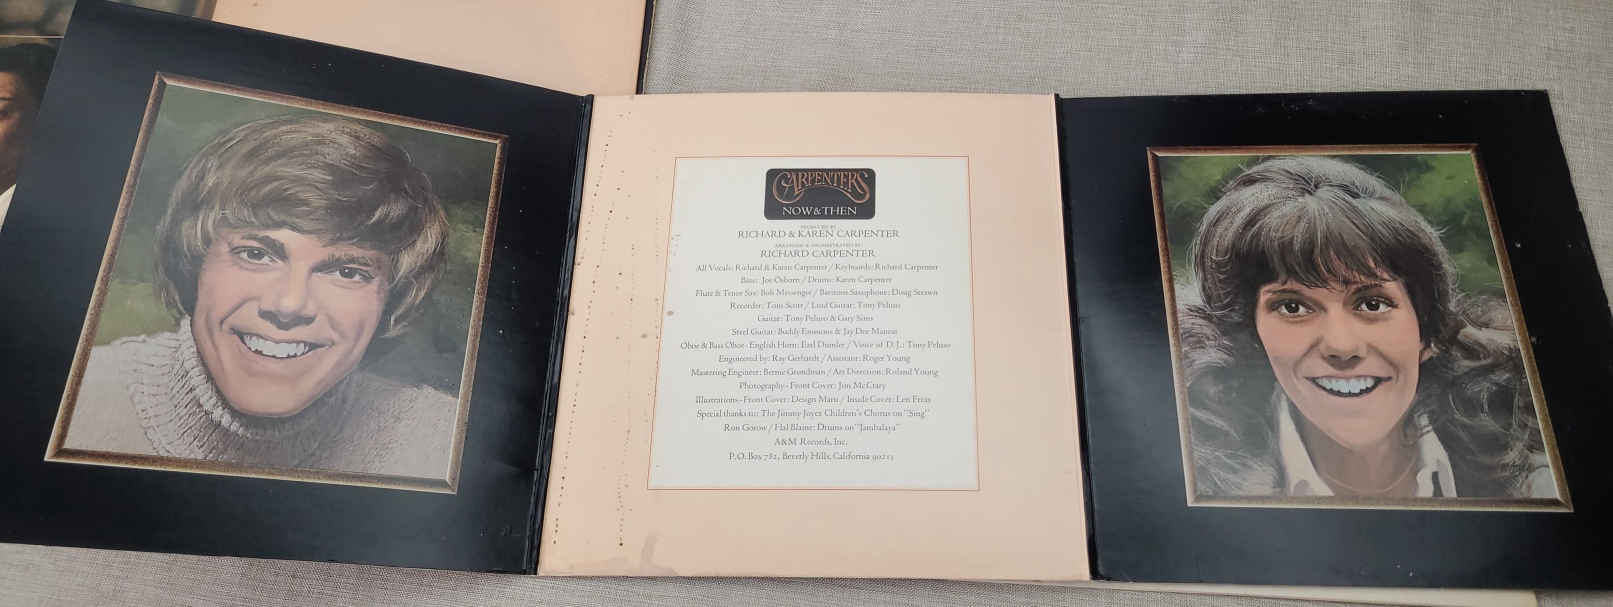 CARPENTERS
NOW & THEN
PRODUCED BY:
RICHARD & KAREN CARPENTER
ARRANGED & ORCHESTRATED BY:
RICHARD CARPENTER
All Vocals: Richard & Karen Carpenter / Keyboards: Richard Carpenter
Bass: Joe Osborn / Drums: Karen Carpenter
Flute & Tenor Sax: Bob Messenger / Baritone Saxophone: Doug Strawn
Recorder: Tom Scott / Lead Guitar: Tony Peluso
Guitar: Tony Peluso & Gary Sims
Steel Guitar: Buddy Emmons & Jay Dee Maness
Oboe & Bass Oboe - English Horn: Earl Dumler / Voice of D.J.: Tony Peluso
Engineered by: Ray Gerhardt / Assistant: Roger Young
Mastering Engineer: Bernie Grundman / Art Direction: Roland Young
Photography - Front Cover: Jim McCrary
Illustrations - Front Cover: Design Maru / Inside Cover: Len Freas
Special thanks to: The Jimmy Joyce Children's Chorus on "Sing"
Ron Gorow / Hal Blaine: Drums on "Jambalaya"
A&M Records, Inc.
P.O. Box 782, Beverly Hills, California 90213